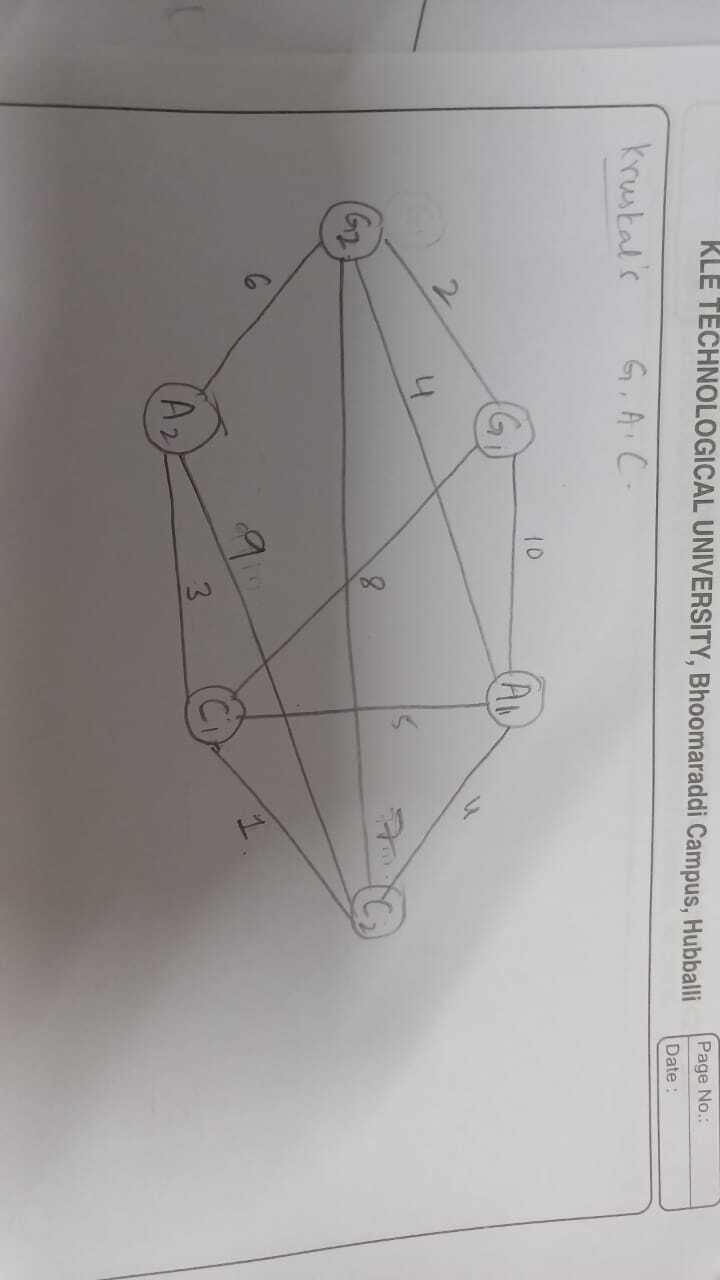 KLE TECHNOLOGICAL UNIVERSITY, Bhoomaraddi Campus, Hubballi
Page No.:
Date :
Kruskal's G, A, C.
G1
10
A1
2
4
4
G2
8
5
7
C2
6
9
A2
3
C1
1